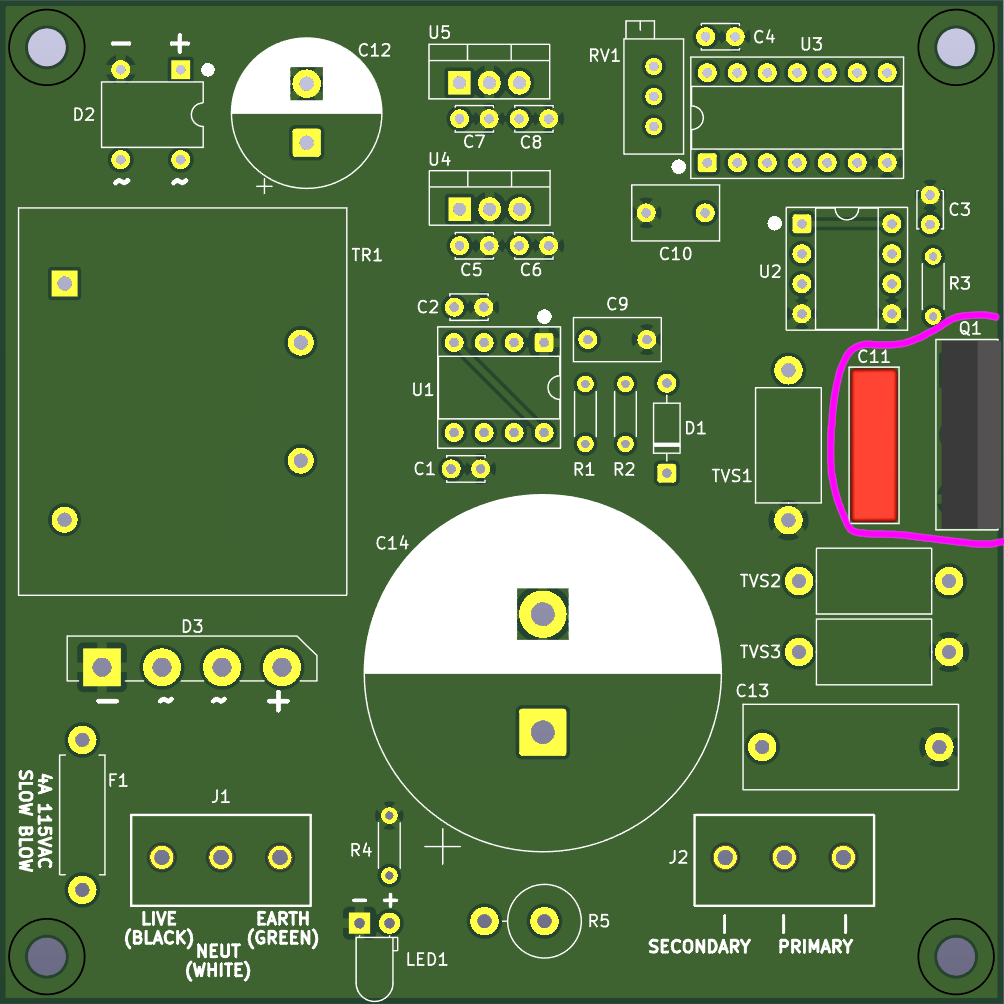 U5
C4
− +
C12
U3
RV1
D2
C7
C8
U4
~ ~
+
C3
C10
TR1
C5
C6
U2
R3
C2
C9
Q1
C11
U1
D1
C1
R1
R2
TVS1
C14
TVS2
D3
TVS3
− ~ ~ +
C13
F1
4A 115VAC
SLOW BLOW
J1
R4
J2
− +
LIVE
(BLACK)
EARTH
(GREEN)
NEUT
(WHITE)
R5
LED1
SECONDARY
PRIMARY